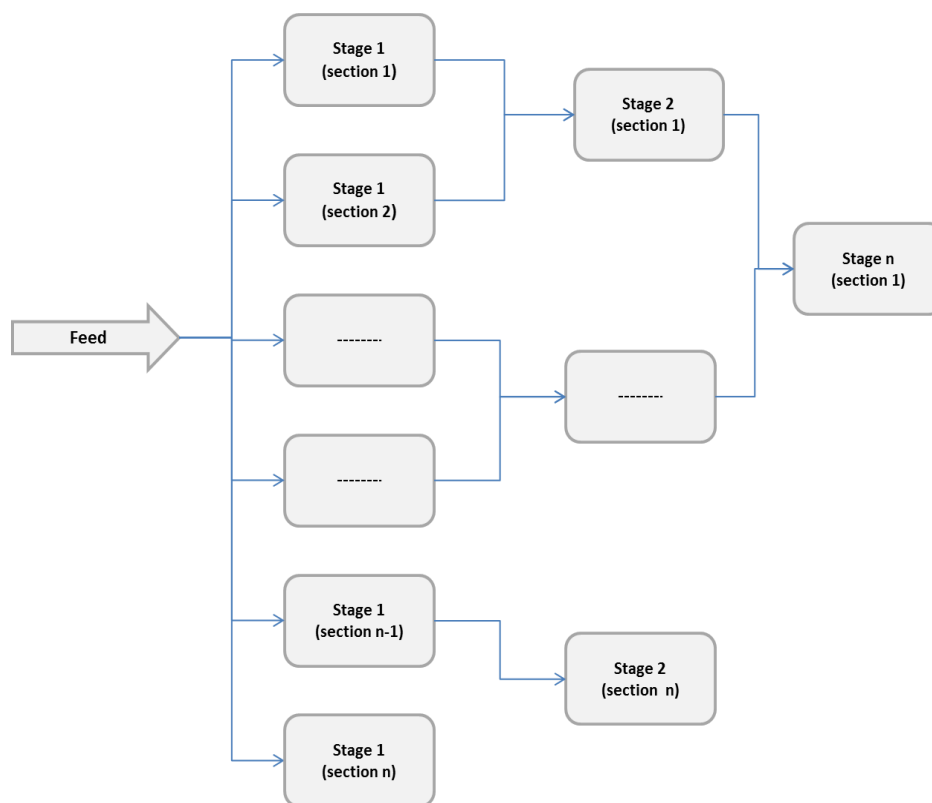 Stage 1
(section 1)
Stage 2
(section 1)
Stage 1
(section 2)
Stage n
(section 1)
Feed
--------
--------
--------
Stage 1
(section n-1)
Stage 2
(section  n)
Stage 1
(section n)